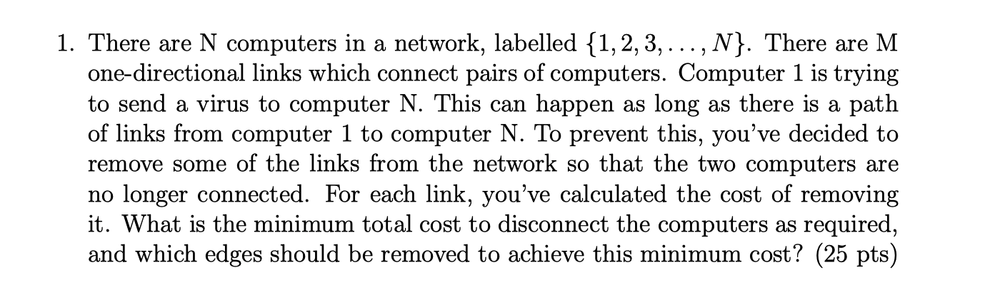 1. There are N computers in a network, labelled {1, 2, 3, . . . , N}. There are M
one-directional links which connect pairs of computers. Computer 1 is trying
to send a virus to computer N. This can happen as long as there is a path
of links from computer 1 to computer N. To prevent this, you've decided to
remove some of the links from the network so that the two computers are
no longer connected. For each link, you've calculated the cost of removing
it. What is the minimum total cost to disconnect the computers as required,
and which edges should be removed to achieve this minimum cost? (25 pts)